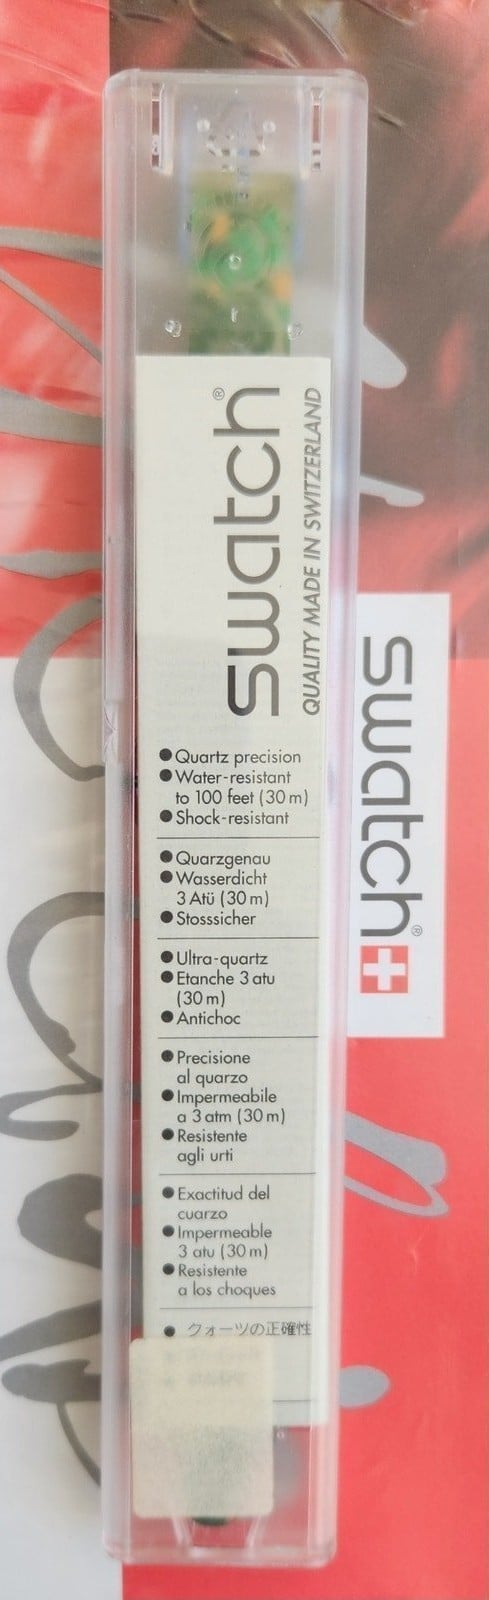 swatch®
QUALITY MADE IN SWITZERLAND
● Quartz precision
● Water-resistant
to 100 feet (30 m)
● Shock-resistant
● Quarzgenau
● Wasserdicht
3 Atü (30 m)
● Stosssicher
● Ultra-quartz
● Etanche 3 atu
(30 m)
● Antichoc
● Precisione
al quarzo
● Impermeabile
a 3 atm (30 m)
● Resistente
agli urti
● Exactitud del
cuarzo
● Impermeable
3 atu (30 m)
● Resistente
a los choques
● クォーツの正確性
swatch®